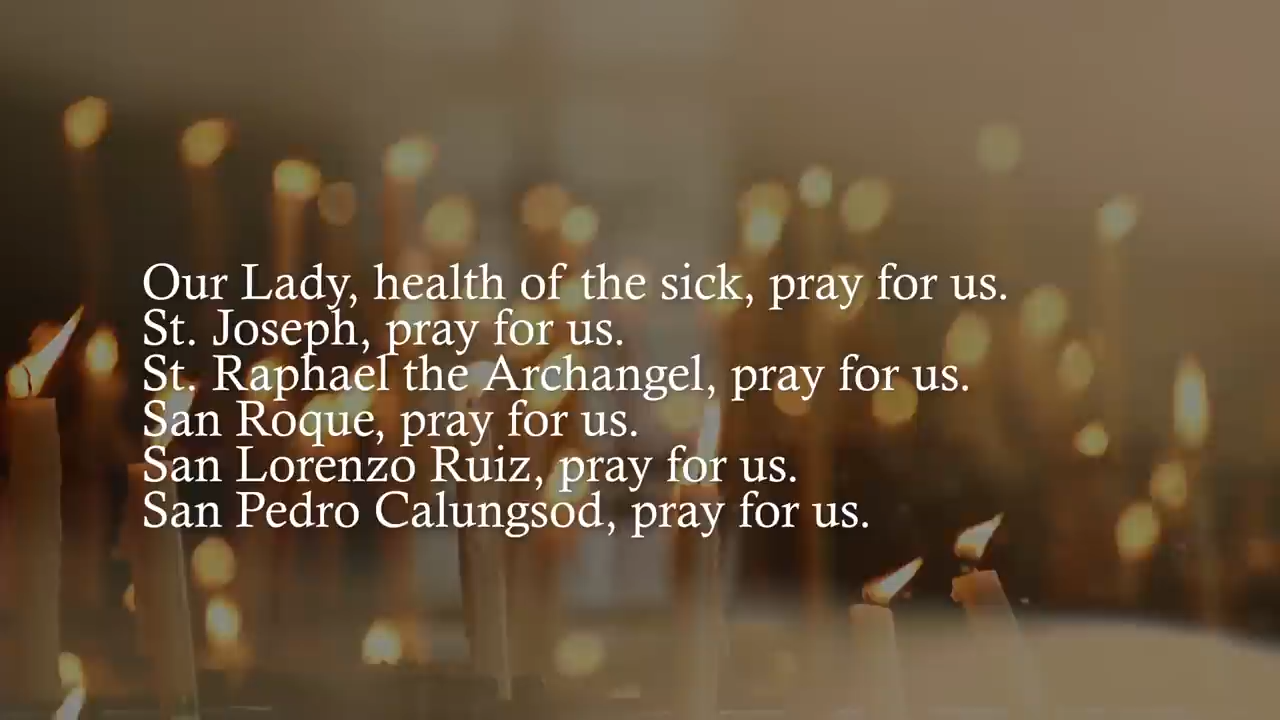 Our Lady, health of the sick, pray for us.
St. Joseph, pray for us.
St. Raphael the Archangel, pray for us.
San Roque, pray for us.
San Lorenzo Ruiz, pray for us.
San Pedro Calungsod, pray for us.